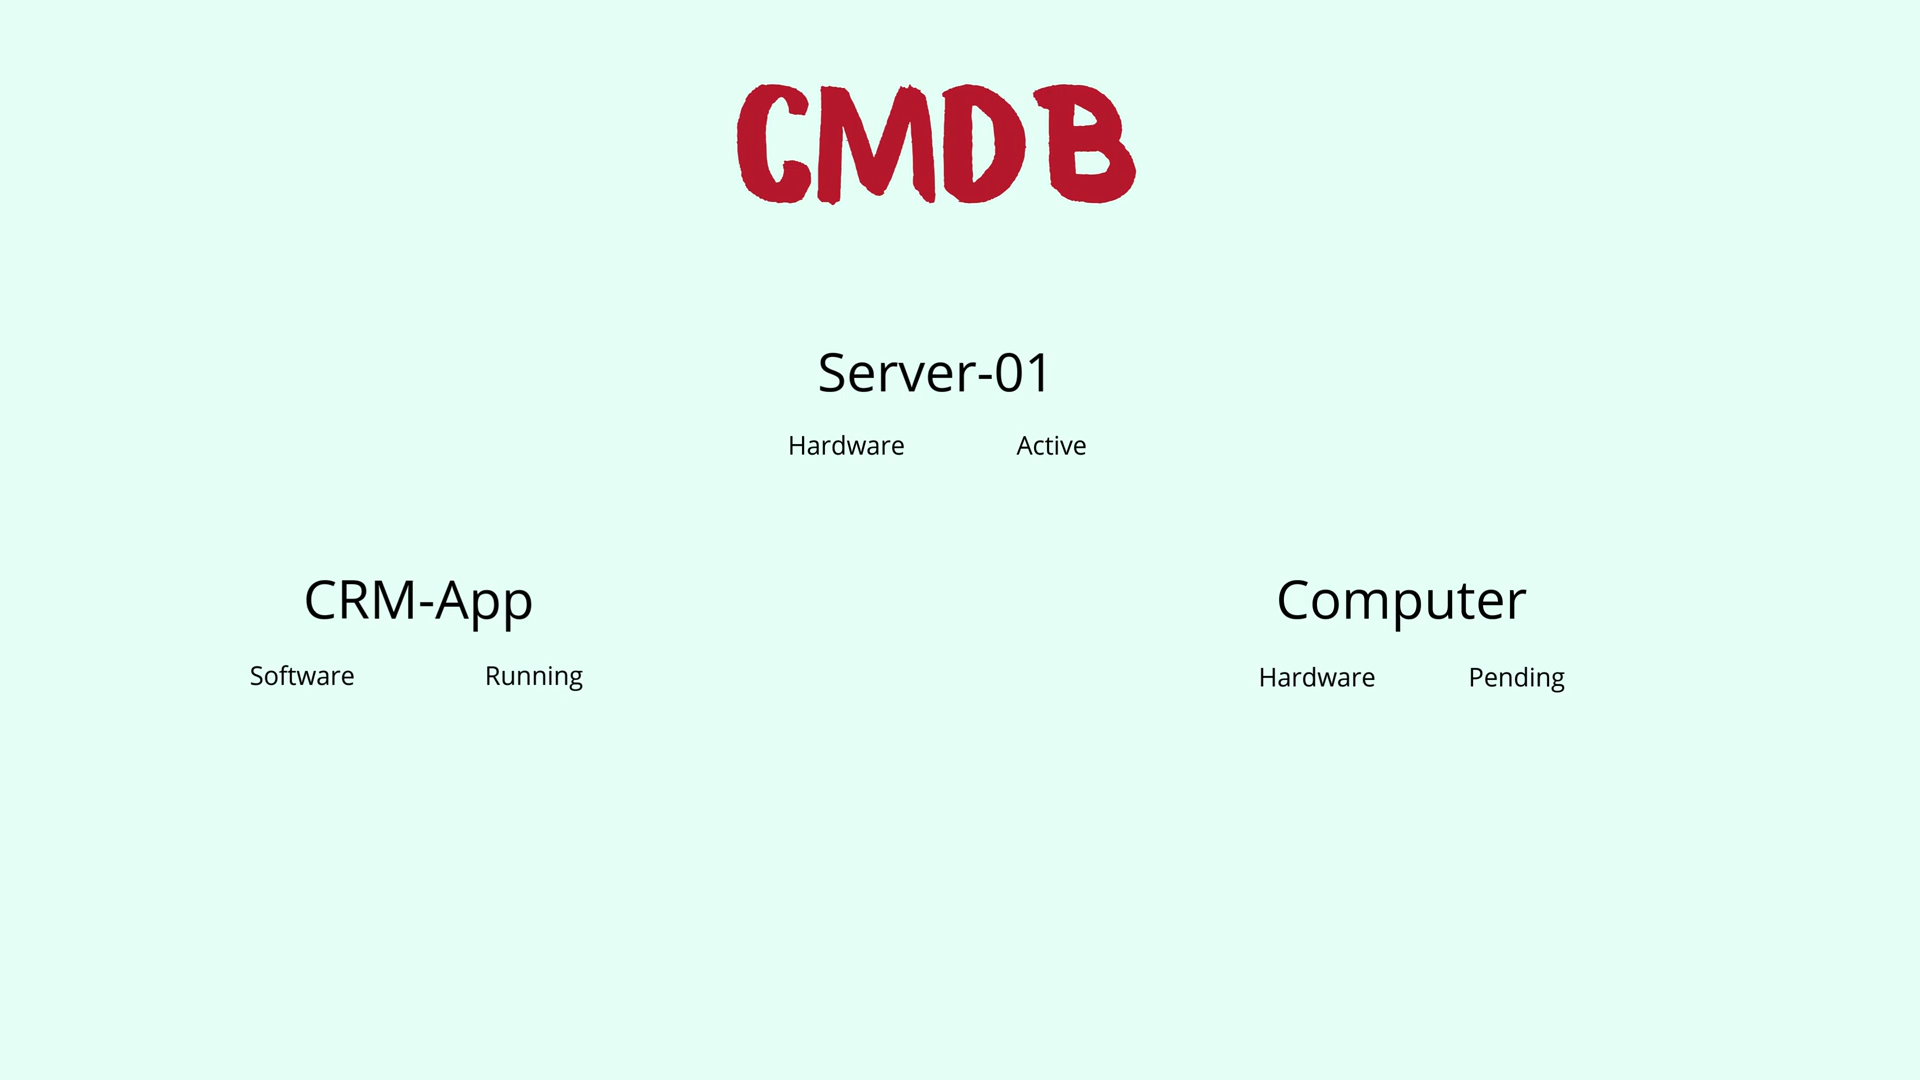 CMDB
Server-01
Hardware Active
CRM-App
Software Running
Computer
Hardware Pending